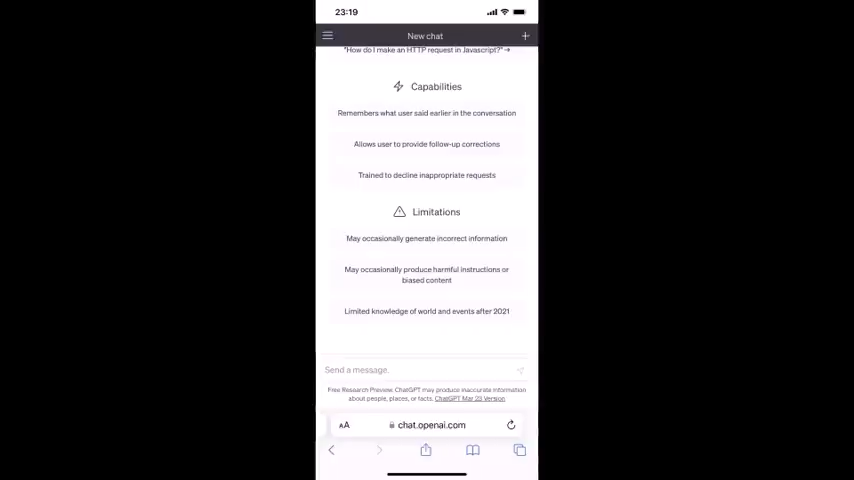 23:19
New chat
"How do I make an HTTP request in Javascript?" →
Capabilities
Remembers what user said earlier in the conversation
Allows user to provide follow-up corrections
Trained to decline inappropriate requests
Limitations
May occasionally generate incorrect information
May occasionally produce harmful instructions or
biased content
Limited knowledge of world and events after 2021
Send a message.
Free Research Preview. ChatGPT may produce inaccurate information
about people, places, or facts. ChatGPT Mar 23 Version
AA chat.openai.com